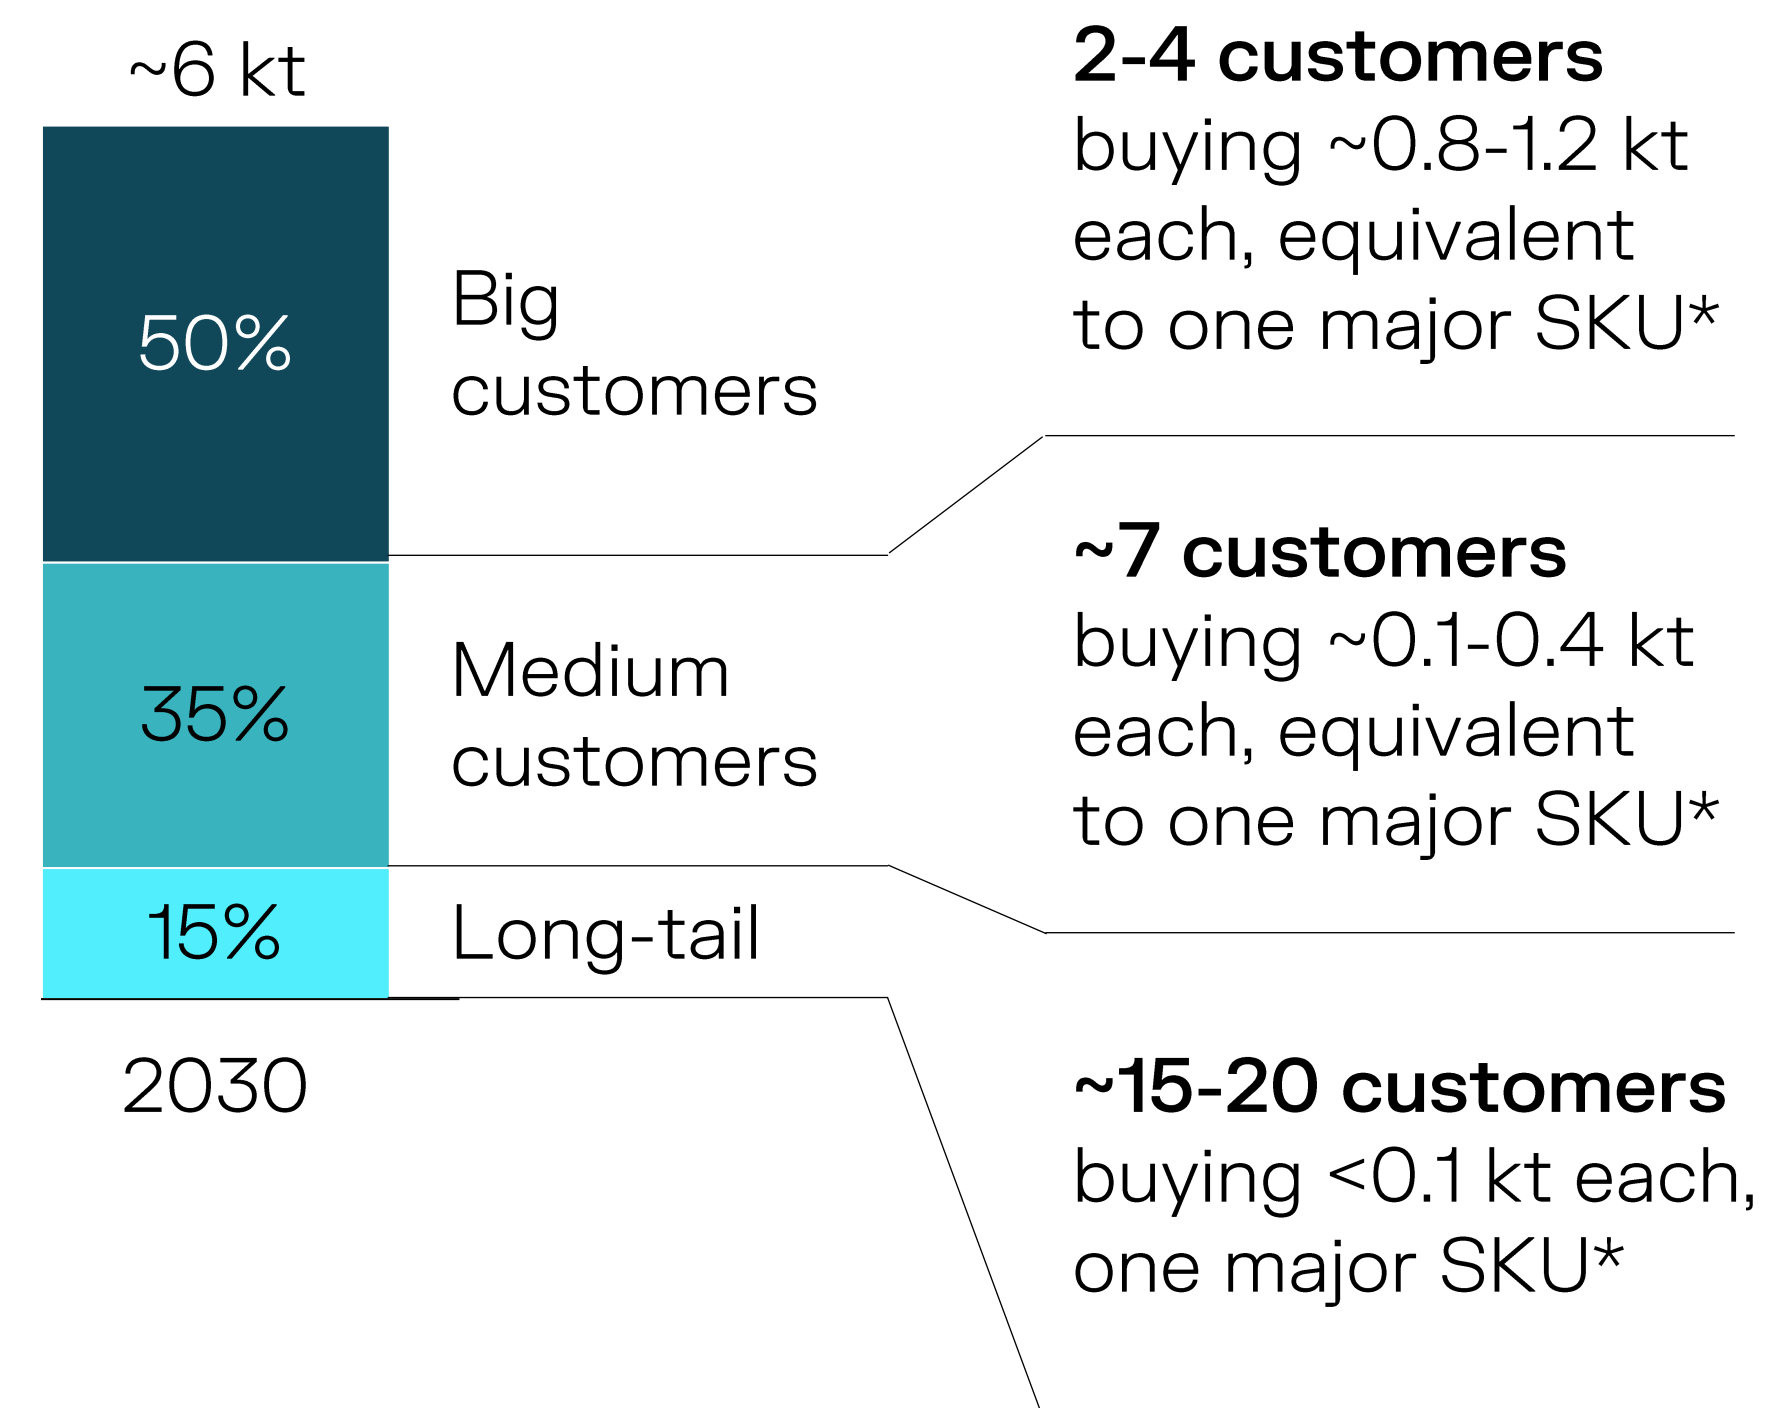 ~6 kt
50%
Big
customers
2-4 customers
buying ~0.8-1.2 kt
each, equivalent
to one major SKU*
35%
Medium
customers
~7 customers
buying ~0.1-0.4 kt
each, equivalent
to one major SKU*
15%
Long-tail
~15-20 customers
buying <0.1 kt each,
one major SKU*
2030